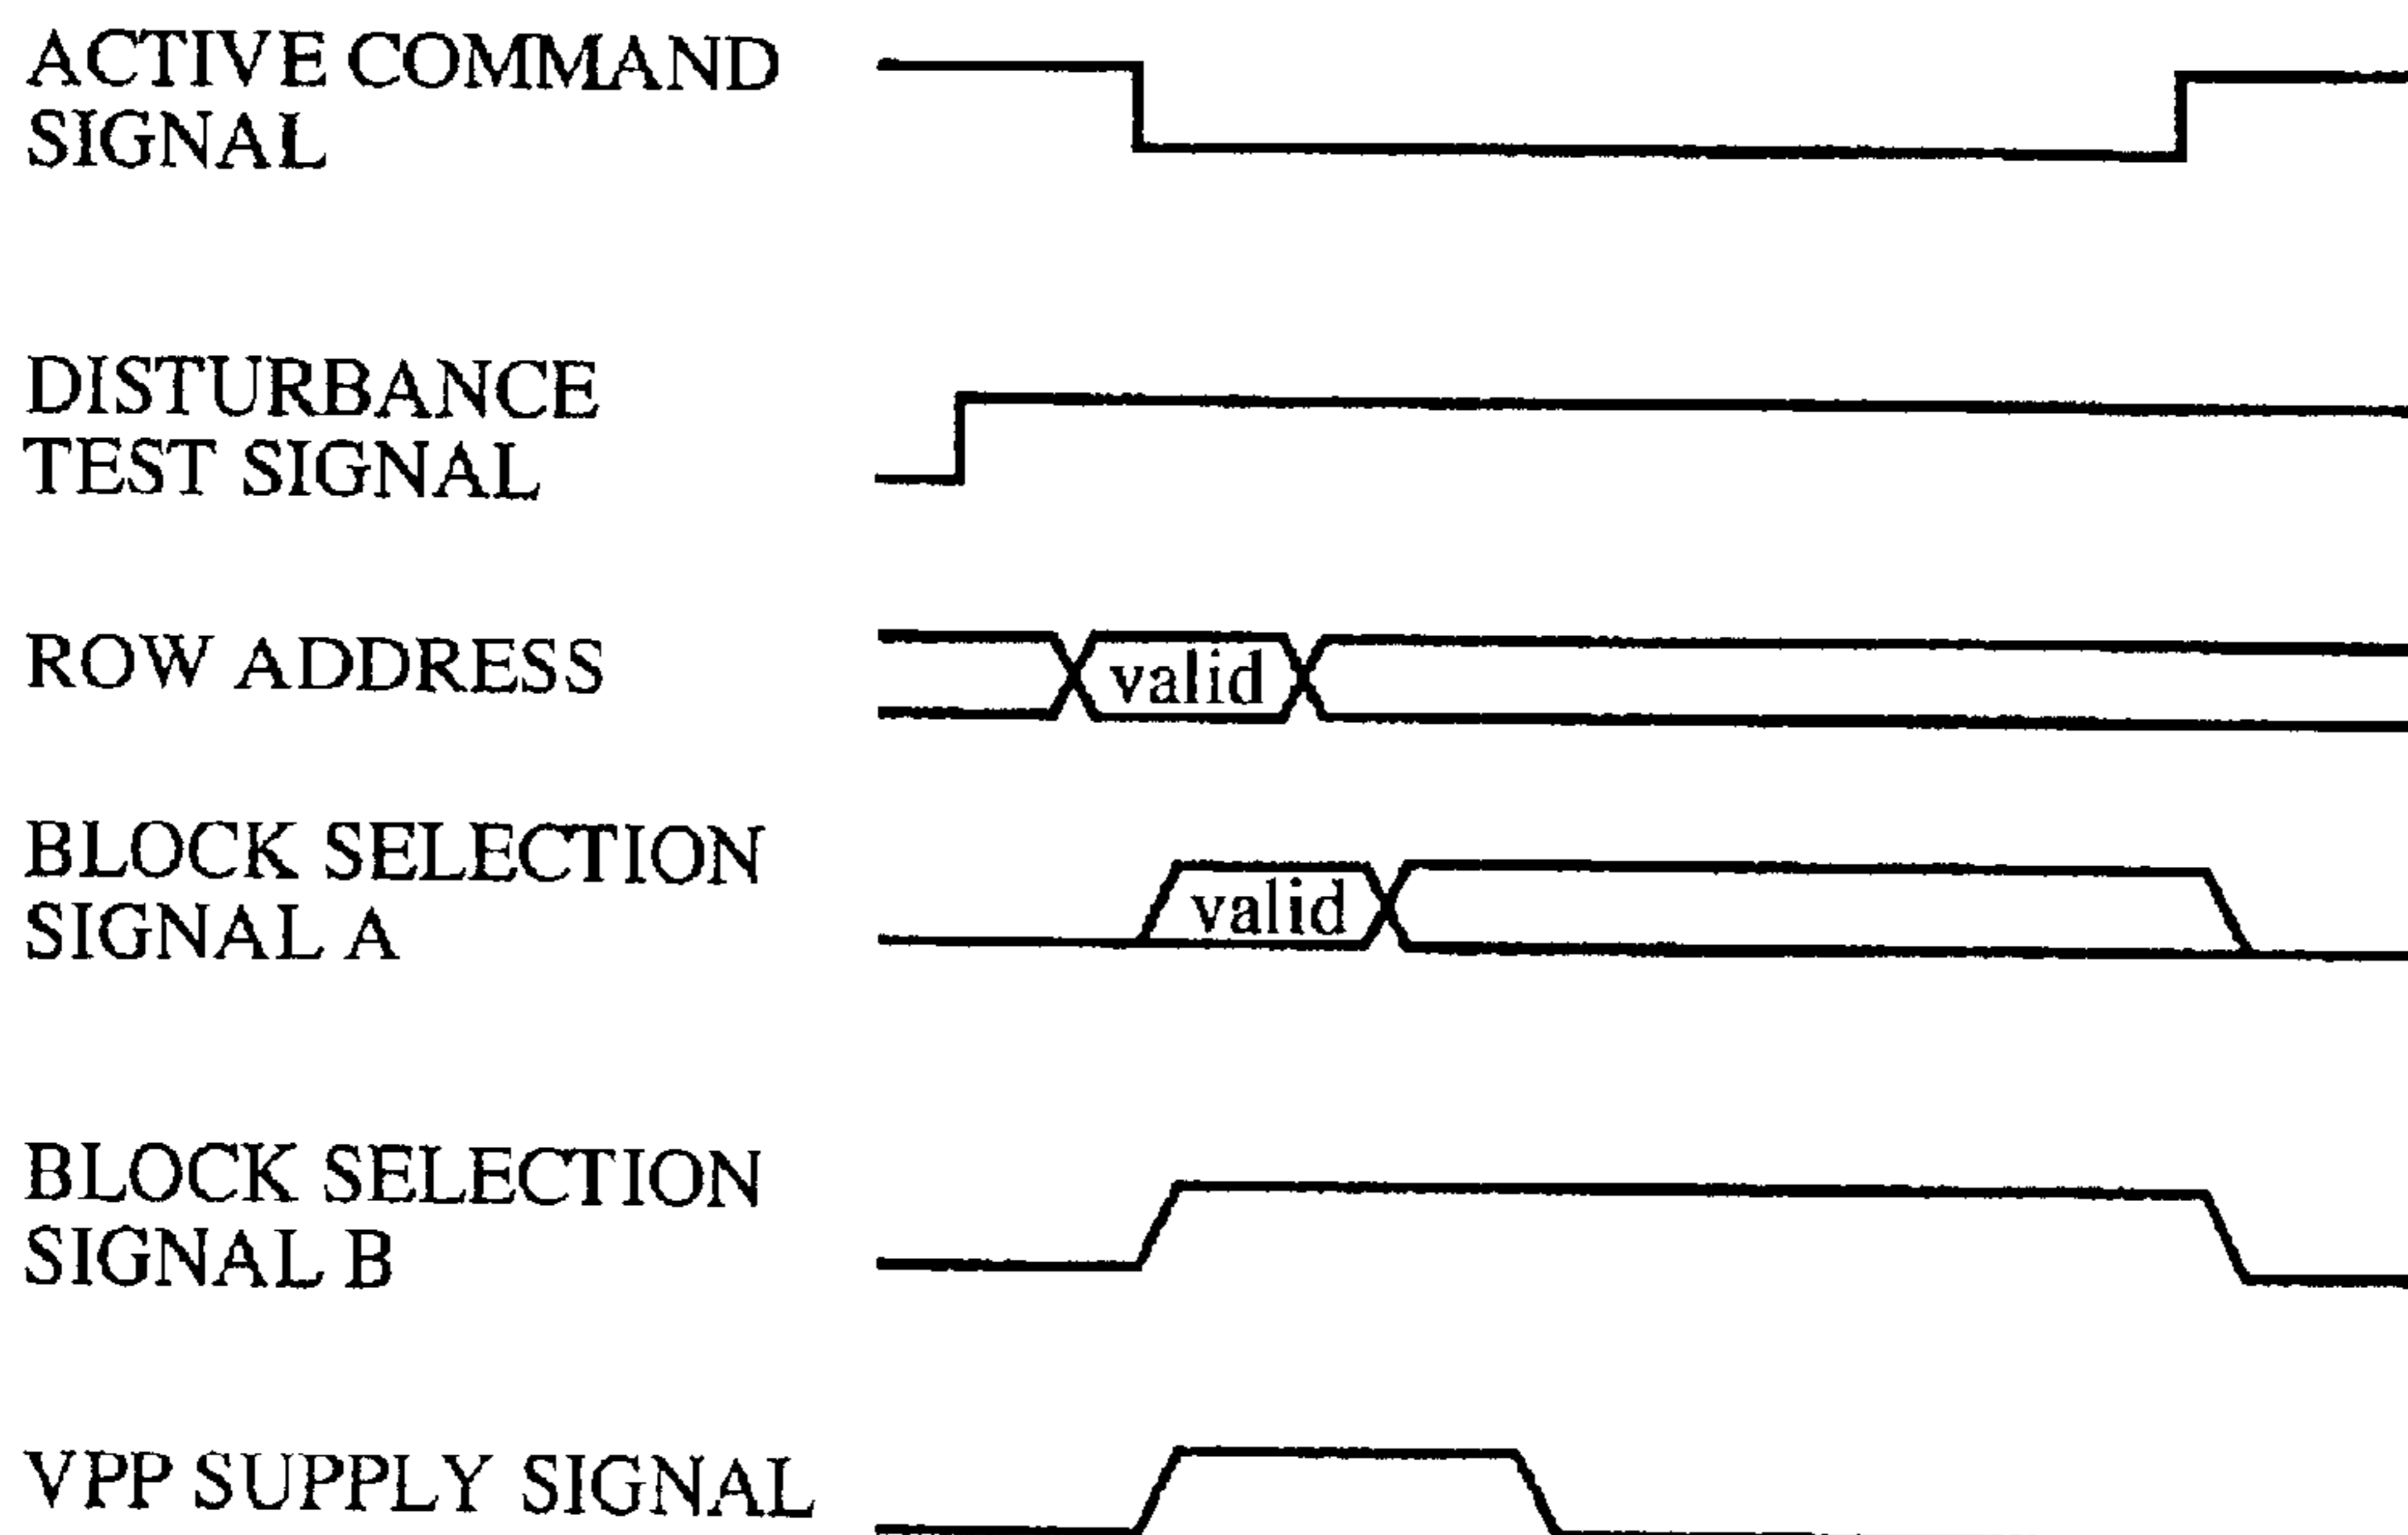 ACTIVE COMMAND
SIGNAL
DISTURBANCE
TEST SIGNAL
ROW ADDRESS
valid
BLOCK SELECTION
SIGNAL A
valid
BLOCK SELECTION
SIGNAL B
VPP SUPPLY SIGNAL